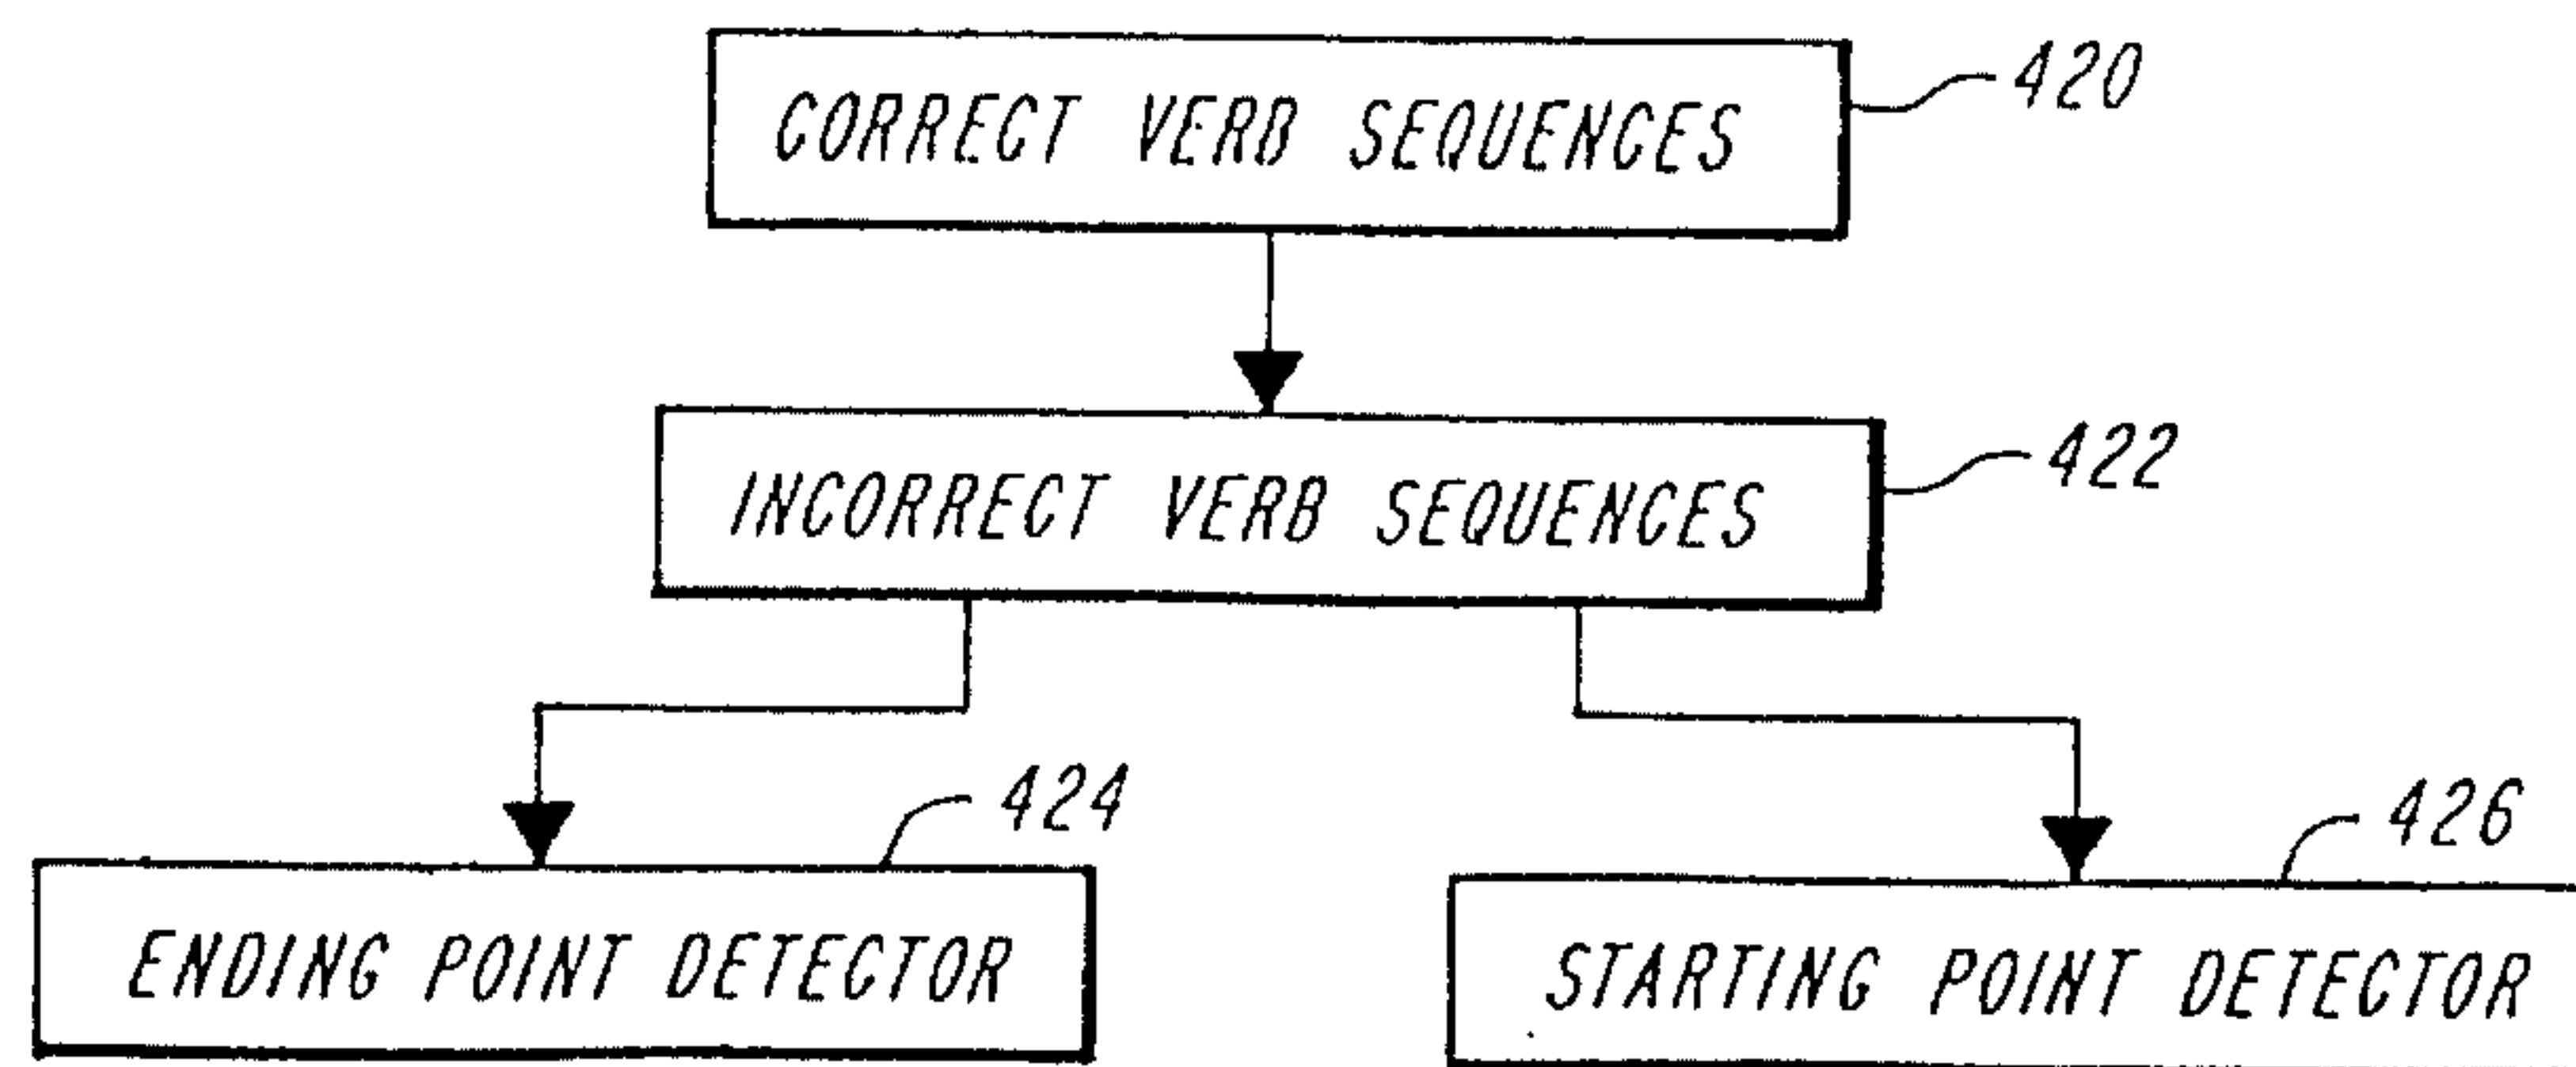 CORRECT VERB SEQUENCES
420
INCORRECT VERB SEQUENCES
422
424
426
ENDING POINT DETECTOR
STARTING POINT DETECTOR